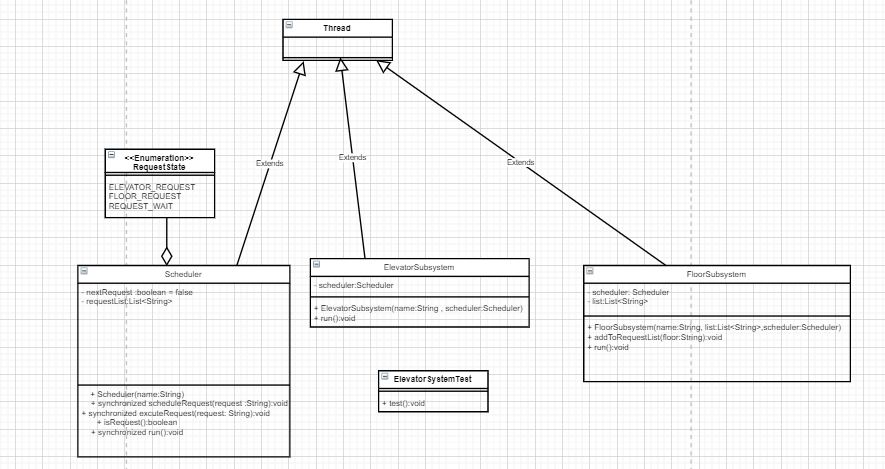 Thread
Extends
Extends
Extends
<<Enumeration>>
RequestState
ELEVATOR_REQUEST
FLOOR_REQUEST
REQUEST_WAIT
Scheduler
- nextRequest :boolean = false
- requestList:List<String>
+ Scheduler(name:String)
+ synchronized scheduleRequest(request :String):void
+ synchronized excuteRequest(request: String):void
+ isRequest():boolean
+ synchronized run():void
ElevatorSubsystem
- scheduler:Scheduler
+ ElevatorSubsystem(name:String , scheduler:Scheduler)
+ run():void
ElevatorSystemTest
+ test():void
FloorSubsystem
- scheduler: Scheduler
- list:List<String>
+ FloorSubsystem(name:String, list:List<String>,scheduler:Scheduler)
+ addToRequestList(floor:String):void
+ run():void